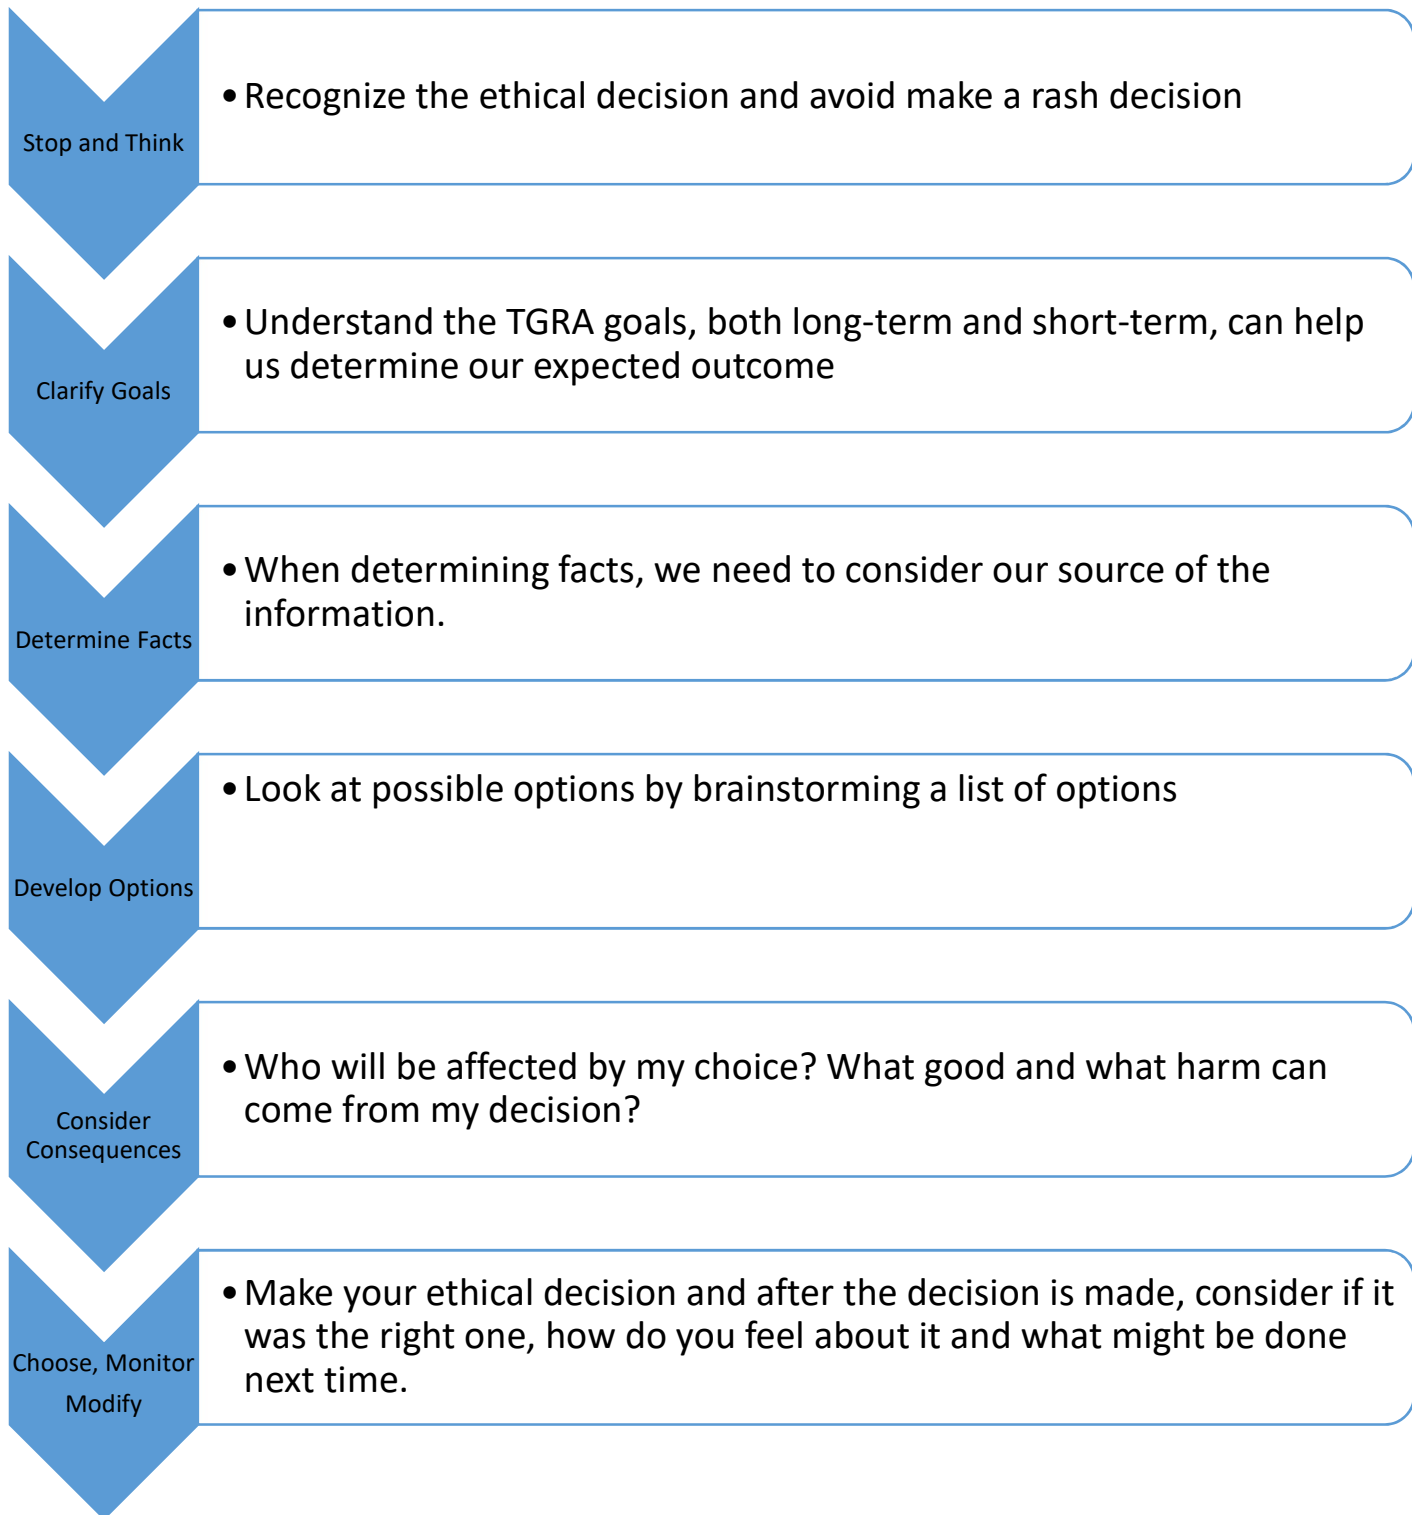 Stop and Think
• Recognize the ethical decision and avoid make a rash decision
Clarify Goals
• Understand the TGRA goals, both long-term and short-term, can help
us determine our expected outcome
Determine Facts
• When determining facts, we need to consider our source of the
information.
Develop Options
• Look at possible options by brainstorming a list of options
Consider
Consequences
• Who will be affected by my choice? What good and what harm can
come from my decision?
Choose, Monitor
Modify
• Make your ethical decision and after the decision is made, consider if it
was the right one, how do you feel about it and what might be done
next time.